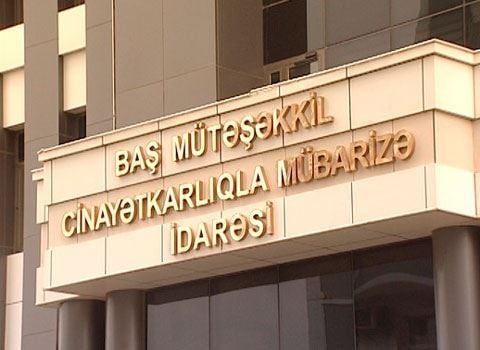 BAŞ MÜTƏŞƏKKİL
CİNAYƏTKARLIQLA MÜBARİZƏ
İDARƏSİ